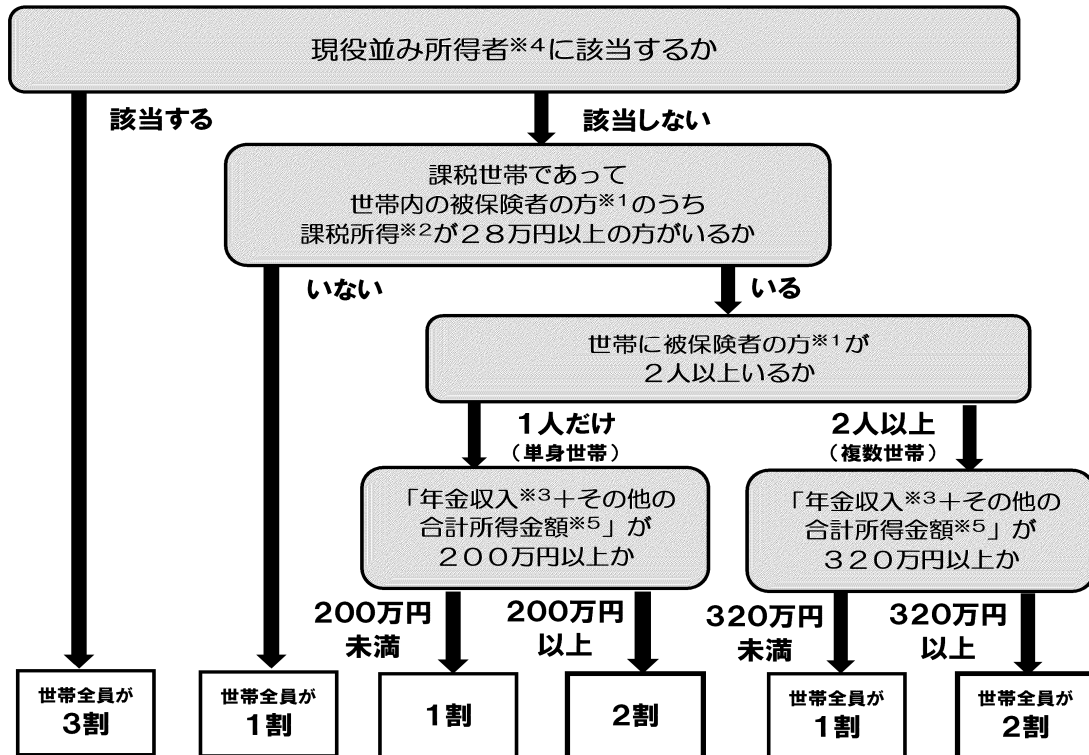 現役並み所得者※4に該当するか
該当する
該当しない
課税世帯であって
世帯内の被保険者の方※1のうち
課税所得※2が28万円以上の方がいるか
いない
いる
世帯に被保険者の方※1が
2人以上いるか
1人だけ
(単身世帯)
2人以上
(複数世帯)
「年金収入※3+その他の
合計所得金額※5」が
200万円以上か
「年金収入※3+その他の
合計所得金額※5」が
320万円以上か
200万円
未満
200万円
以上
320万円
未満
320万円
以上
世帯全員が
3割
世帯全員が
1割
1割
2割
世帯全員が
1割
世帯全員が
2割